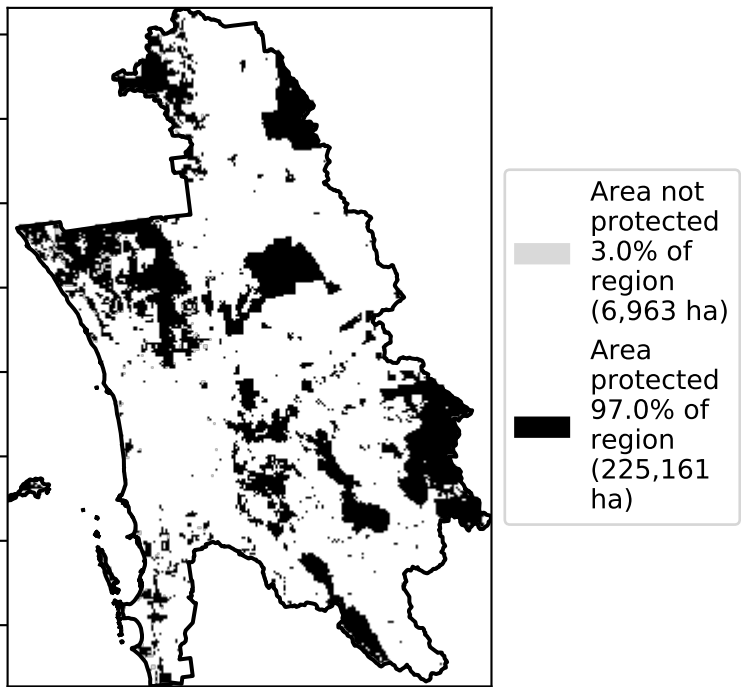 Area not
protected
3.0% of
region
(6,963 ha)
Area
protected
97.0% of
region
(225,161
ha)